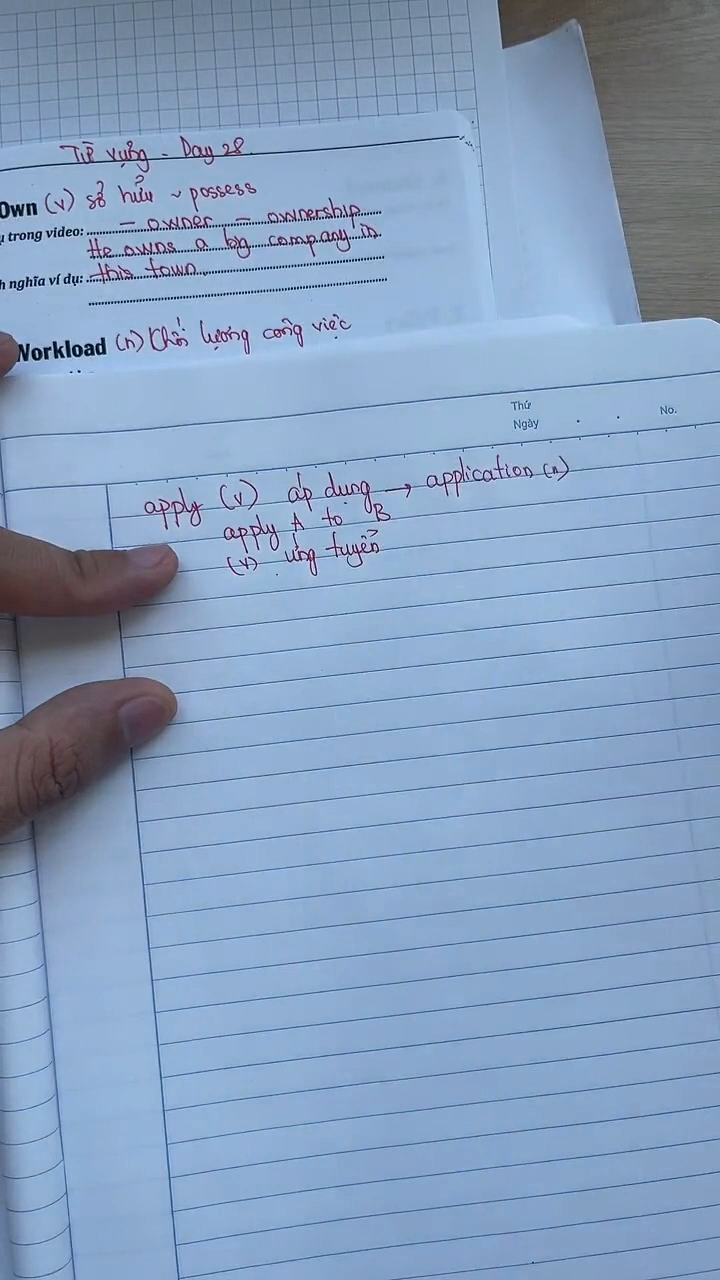 Từ vựng - Day 28
Own (v) sở hữu ~ possess
trong video: - owner - ownership
He owns a big company in
nghĩa ví dụ: this town
Workload (n) Khối lượng công việc
Thứ
Ngày . . No.
apply (v) áp dụng → application (n)
apply A to B
(v) ứng tuyển